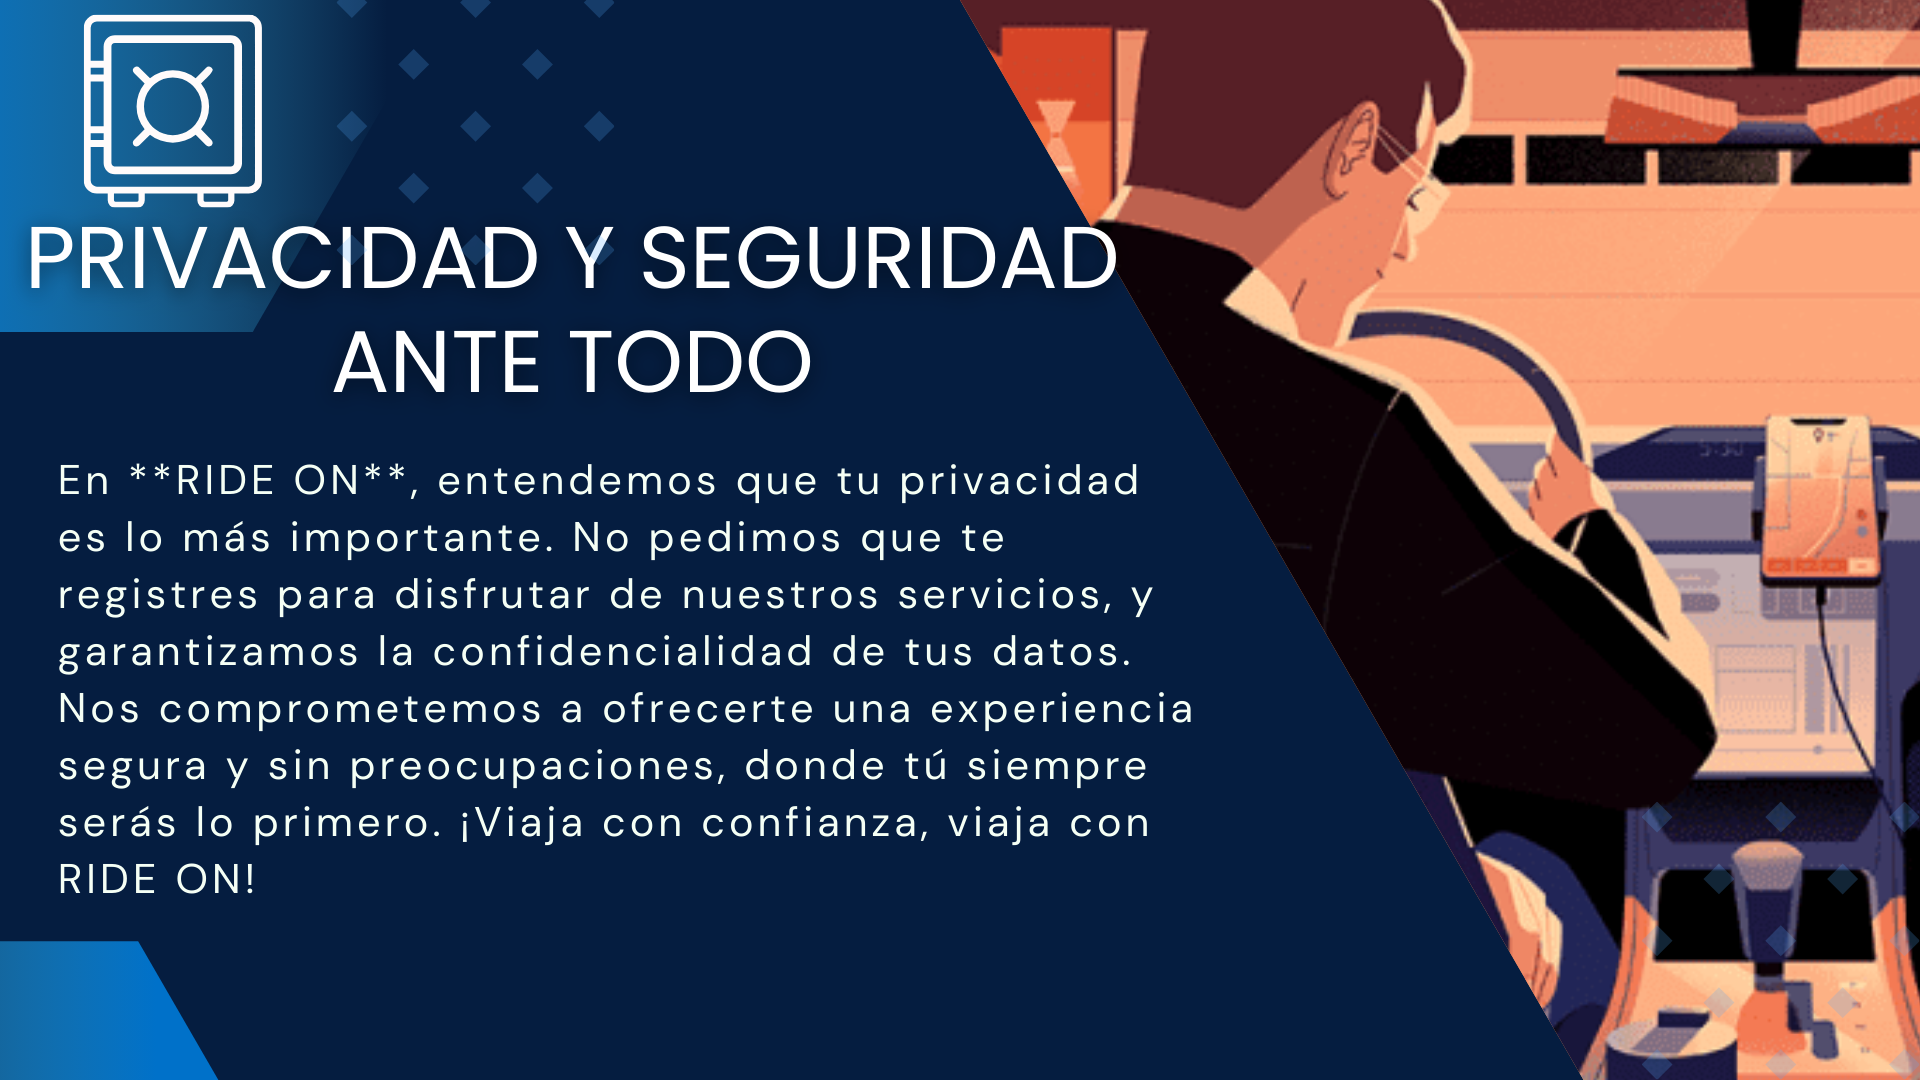 PRIVACIDAD Y SEGURIDAD
ANTE TODO
En **RIDE ON**, entendemos que tu privacidad
es lo más importante. No pedimos que te
registres para disfrutar de nuestros servicios, y
garantizamos la confidencialidad de tus datos.
Nos comprometemos a ofrecerte una experiencia
segura y sin preocupaciones, donde tú siempre
serás lo primero. ¡Viaja con confianza, viaja con
RIDE ON!